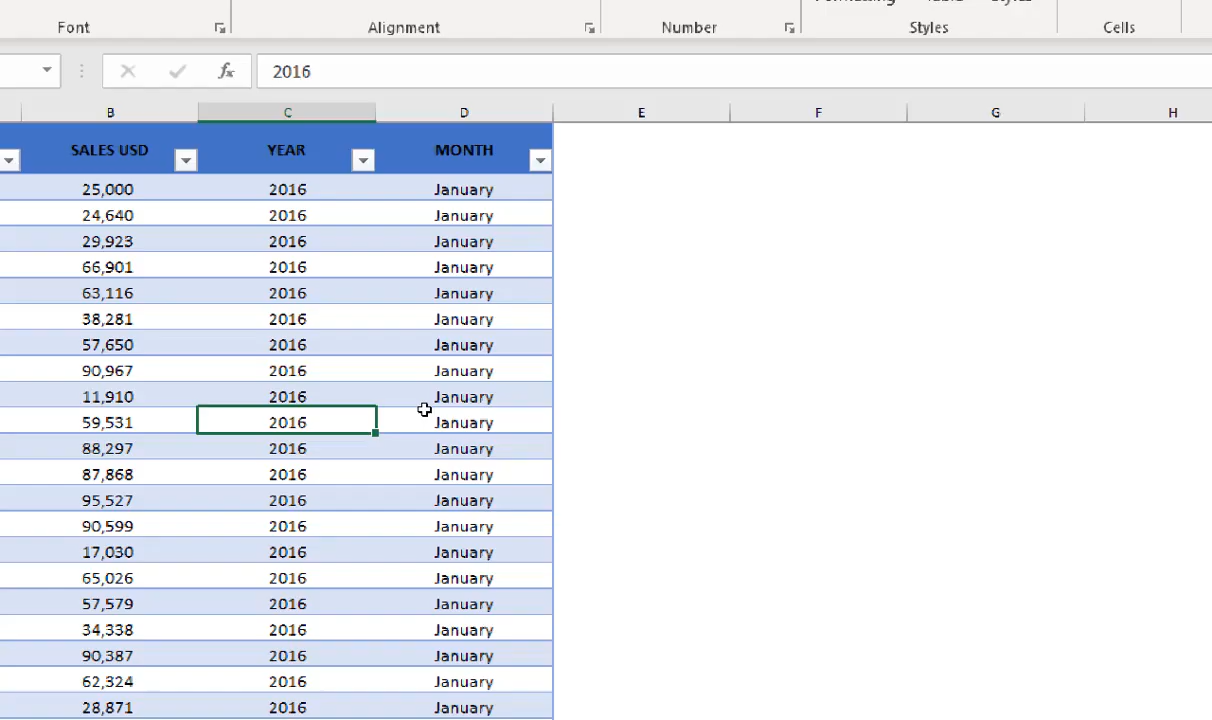 Formatting Table Styles
Font Alignment Number Styles Cells
fx 2016
B C D E F G H
SALES USD YEAR MONTH
25,000 2016 January
24,640 2016 January
29,923 2016 January
66,901 2016 January
63,116 2016 January
38,281 2016 January
57,650 2016 January
90,967 2016 January
11,910 2016 January
59,531 2016 January
88,297 2016 January
87,868 2016 January
95,527 2016 January
90,599 2016 January
17,030 2016 January
65,026 2016 January
57,579 2016 January
34,338 2016 January
90,387 2016 January
62,324 2016 January
28,871 2016 January